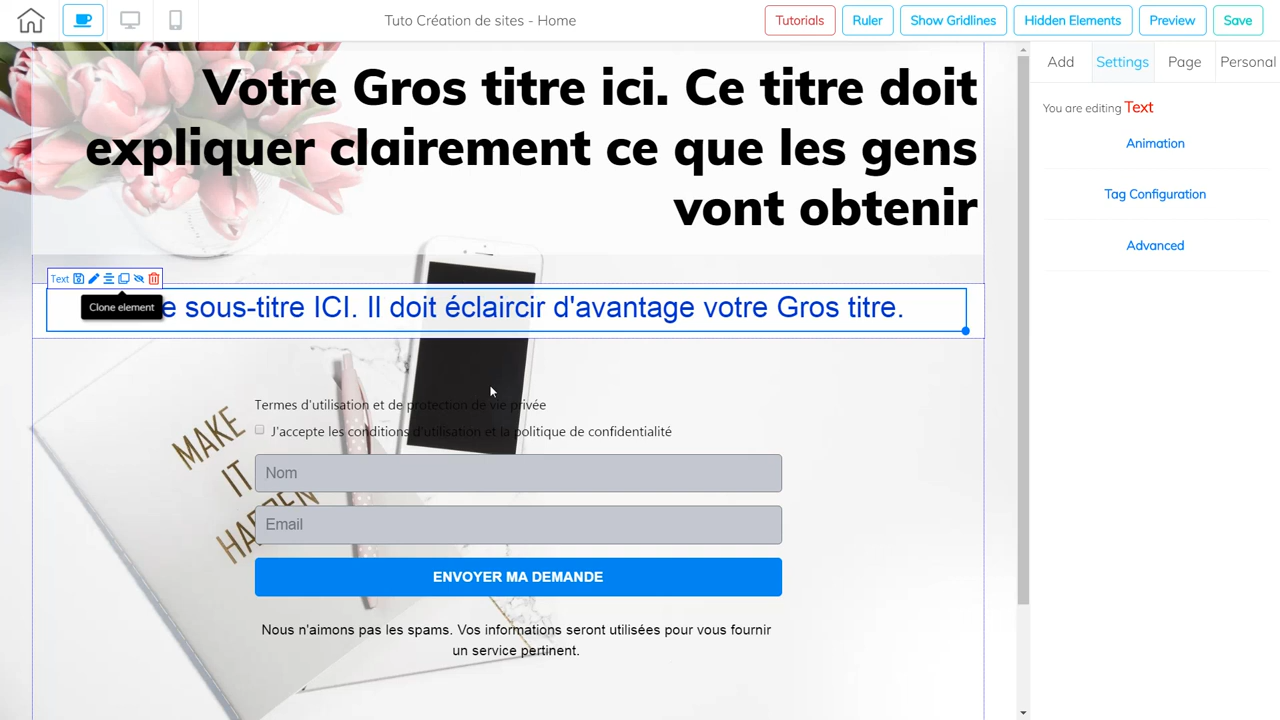 Tuto Création de sites - Home
Tutorials
Ruler
Show Gridlines
Hidden Elements
Preview
Save
Add
Settings
Page
Personal
You are editing Text
Animation
Tag Configuration
Advanced
Votre Gros titre ici. Ce titre doit
expliquer clairement ce que les gens
vont obtenir
Text
Clone element
sous-titre ICI. Il doit éclaircir d'avantage votre Gros titre.
Termes d'utilisation et de protection de vie privée
J'accepte les conditions d'utilisation et la politique de confidentialité
MAKE
IT
HAPPEN
Nom
Email
ENVOYER MA DEMANDE
Nous n'aimons pas les spams. Vos informations seront utilisées pour vous fournir
un service pertinent.